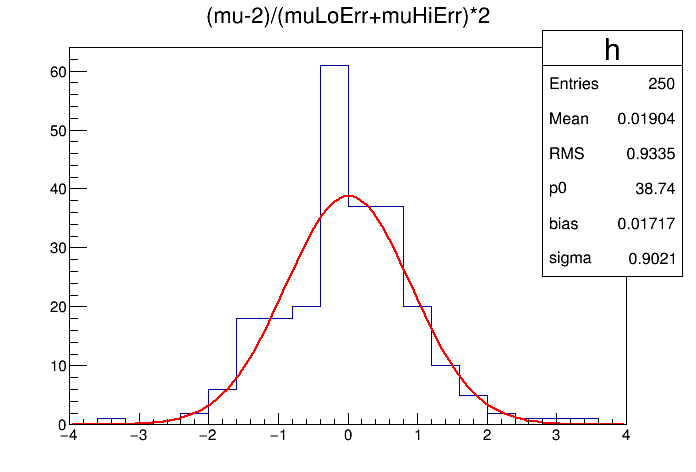 (mu-2)/(muLoErr+muHiErr)*2
h
Entries 250
Mean 0.01904
RMS 0.9335
p0 38.74
bias 0.01717
sigma 0.9021
60
50
40
30
20
10
0
−4 −3 −2 −1 0 1 2 3 4